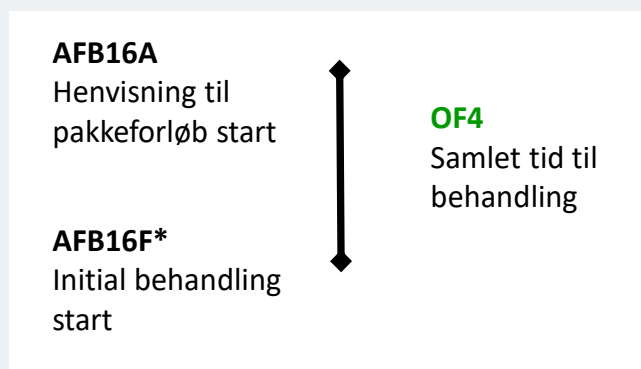 AFB16A
Henvisning til
pakkeforløb start
OF4
Samlet tid til
behandling
AFB16F*
Initial behandling
start